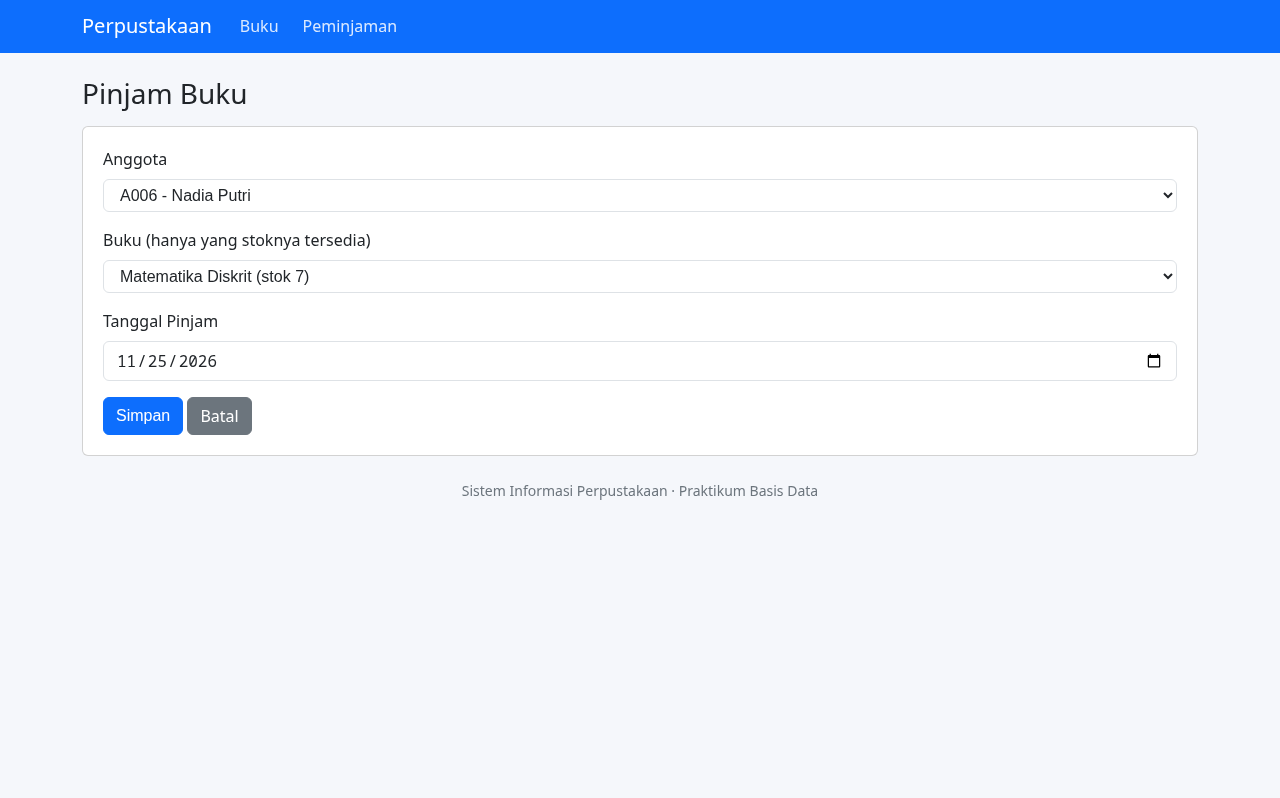 Perpustakaan Buku Peminjaman
Pinjam Buku
Anggota
A006 - Nadia Putri
Buku (hanya yang stoknya tersedia)
Matematika Diskrit (stok 7)
Tanggal Pinjam
11/25/2026
Simpan Batal
Sistem Informasi Perpustakaan · Praktikum Basis Data